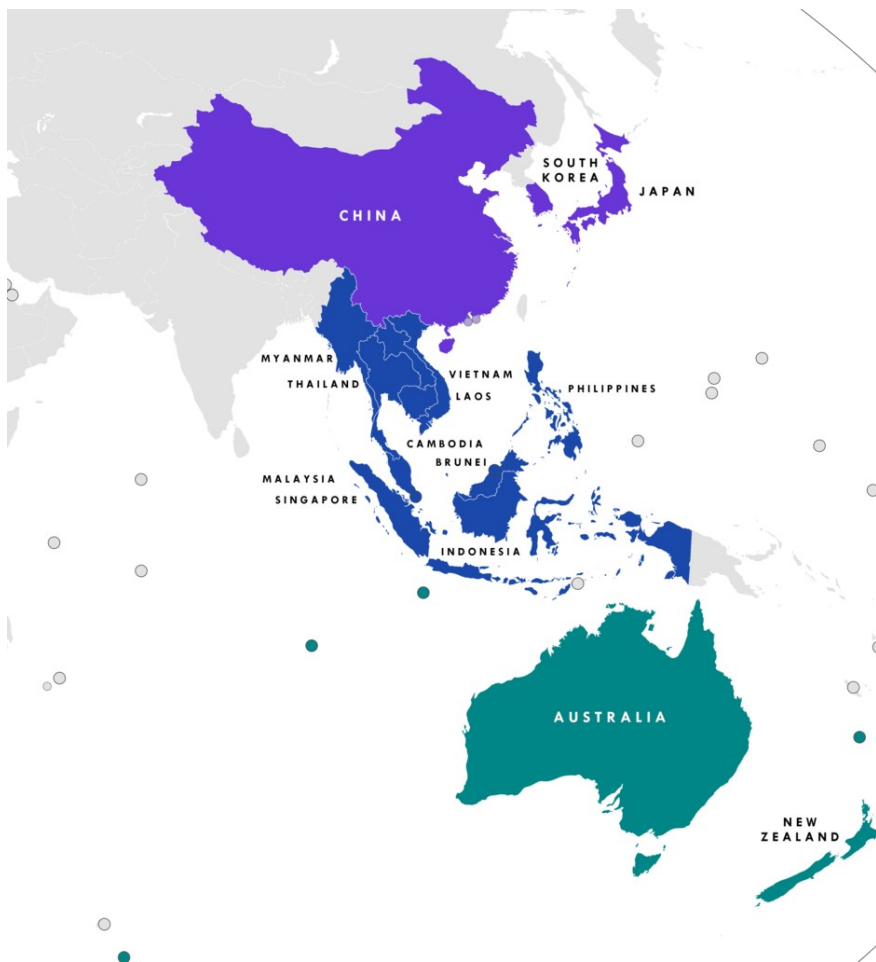 SOUTH
KOREA
JAPAN
CHINA
MYANMAR
THAILAND
VIETNAM
LAOS
PHILIPPINES
CAMBODIA
BRUNEI
MALAYSIA
SINGAPORE
INDONESIA
AUSTRALIA
NEW
ZEALAND